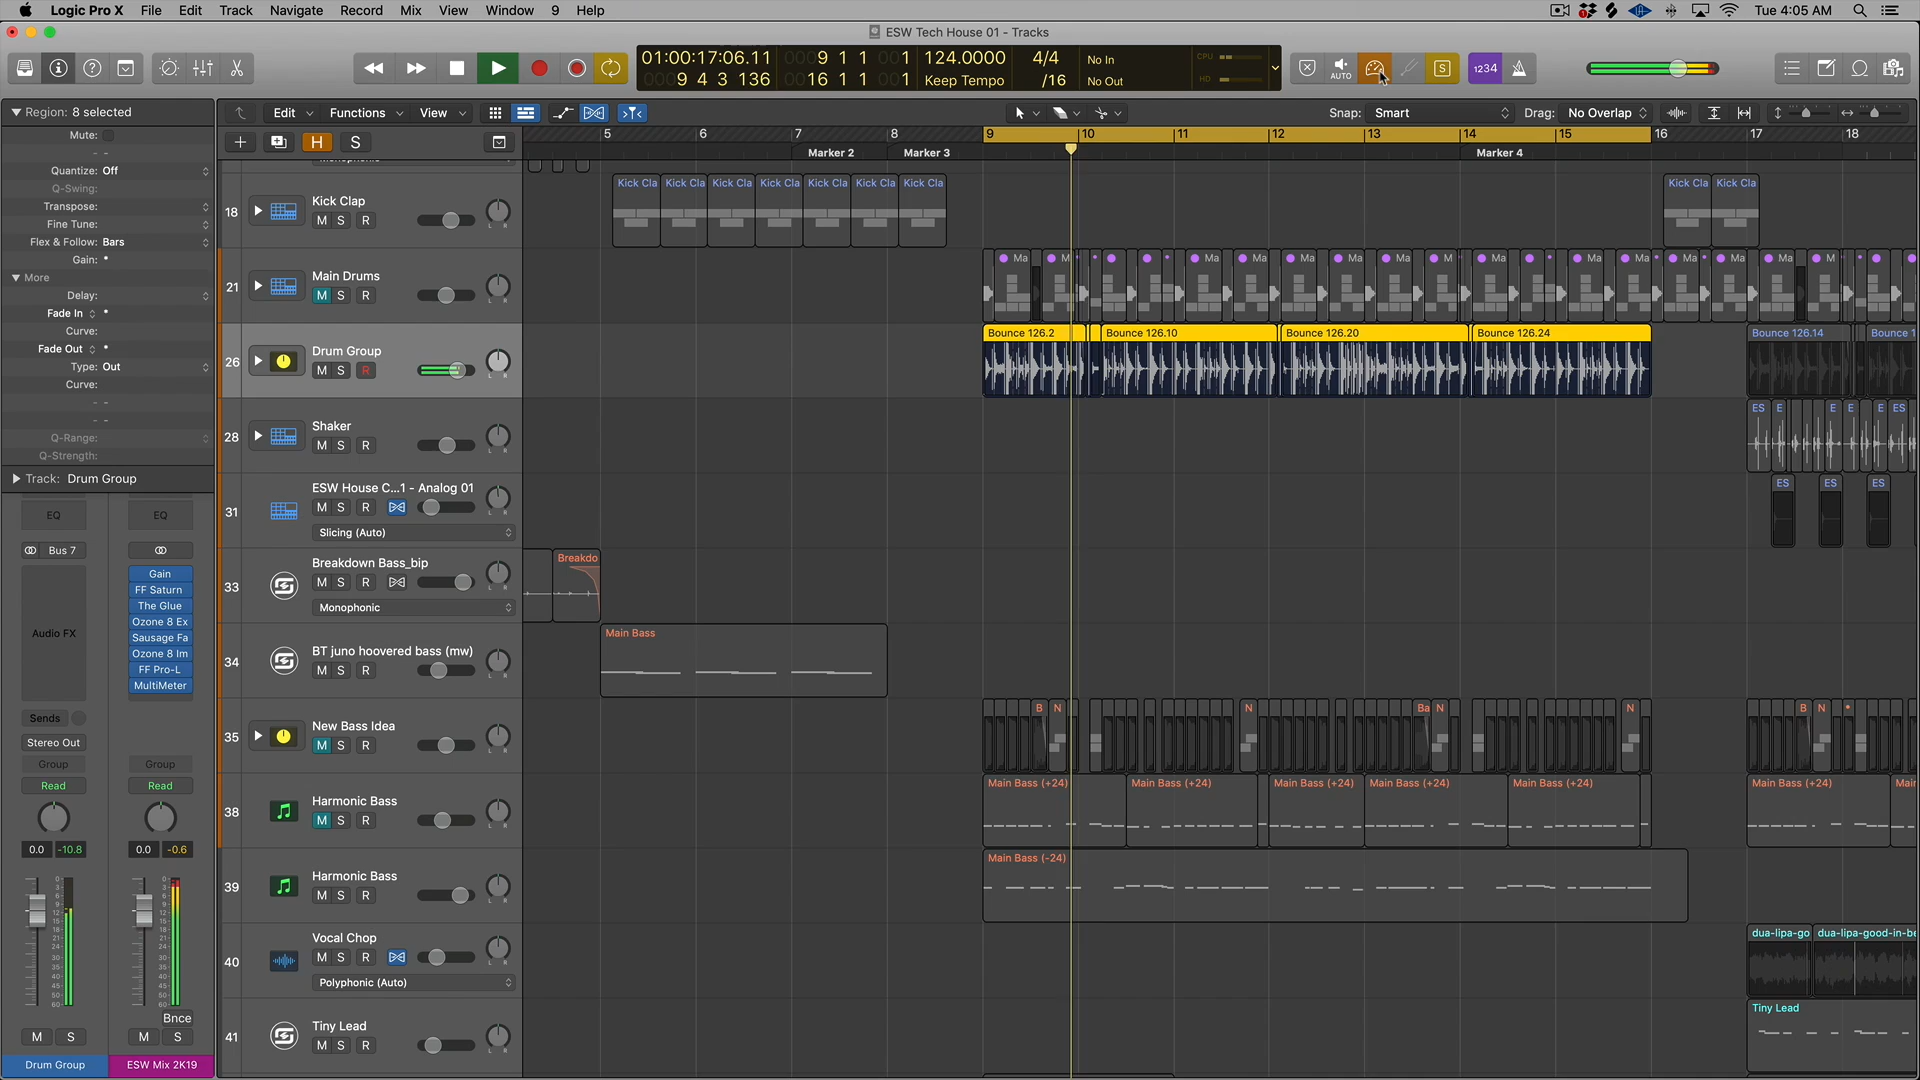 Logic Pro X File Edit Track Navigate Record Mix View Window 9 Help
Tue 4:05 AM
ESW Tech House 01 - Tracks
01:00:17:06.11 0009 1 1 001 124.0000 4/4 No In
0009 4 3 136 0016 1 1 001 Keep Tempo /16 No Out
CPU
HD
AUTO
S
1234
Region: 8 selected
Mute:
Quantize: Off
Q-Swing:
Transpose:
Fine Tune:
Flex & Follow: Bars
Gain:
More
Delay:
Fade In
Curve:
Fade Out
Type: Out
Curve:
Q-Range:
Q-Strength:
Track: Drum Group
EQ EQ
Bus 7
Audio FX
Gain
FF Saturn
The Glue
Ozone 8 Ex
Sausage Fa
Ozone 8 Im
FF Pro-L
MultiMeter
Sends
Stereo Out
Group Group
Read Read
0.0 -10.8 0.0 -0.6
Bnce
M S M S
Drum Group ESW Mix 2K19
Edit Functions View
Snap: Smart Drag: No Overlap
H S
5 6 7 8 9 10 11 12 13 14 15 16 17 18
Marker 2 Marker 3 Marker 4
Monophonic
18 Kick Clap
M S R
Kick Cla Kick Cla Kick Cla Kick Cla Kick Cla Kick Cla Kick Cla Kick Cla Kick Cla
21 Main Drums
M S R
Ma M Ma Ma Ma Ma Ma M Ma Ma Ma Ma Ma Ma M Ma
26 Drum Group
M S R
Bounce 126.2 Bounce 126.10 Bounce 126.20 Bounce 126.24 Bounce 126.14 Bounce 1
28 Shaker
M S R
ES E E E E ES
31 ESW House C...1 - Analog 01
M S R
Slicing (Auto)
ES ES ES
33 Breakdown Bass_bip
M S R
Monophonic
Breakdo
34 BT juno hoovered bass (mw)
M S R
Main Bass
35 New Bass Idea
M S R
B N N Ba N N B N
38 Harmonic Bass
M S R
Main Bass (+24) Main Bass (+24) Main Bass (+24) Main Bass (+24) Main Bass (+24) Main Bass (+24) Mair
39 Harmonic Bass
M S R
Main Bass (-24)
40 Vocal Chop
M S R
Polyphonic (Auto)
dua-lipa-go dua-lipa-good-in-be
41 Tiny Lead
M S R
Tiny Lead